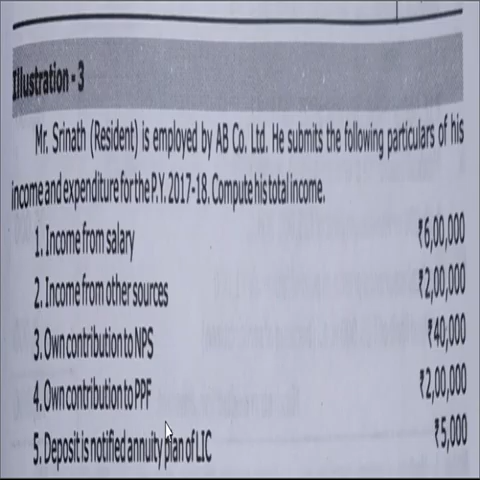 Illustration - 3
Mr. Srinath (Resident) is employed by AB Co. Ltd. He submits the following particulars of his
income and expenditure for the P.Y. 2017-18. Compute his total income.
1. Income from salary ₹6,00,000
2. Income from other sources ₹2,00,000
3. Own contribution to NPS ₹40,000
4. Own contribution to PPF ₹2,00,000
5. Deposit is notified annuity plan of LIC ₹5,000